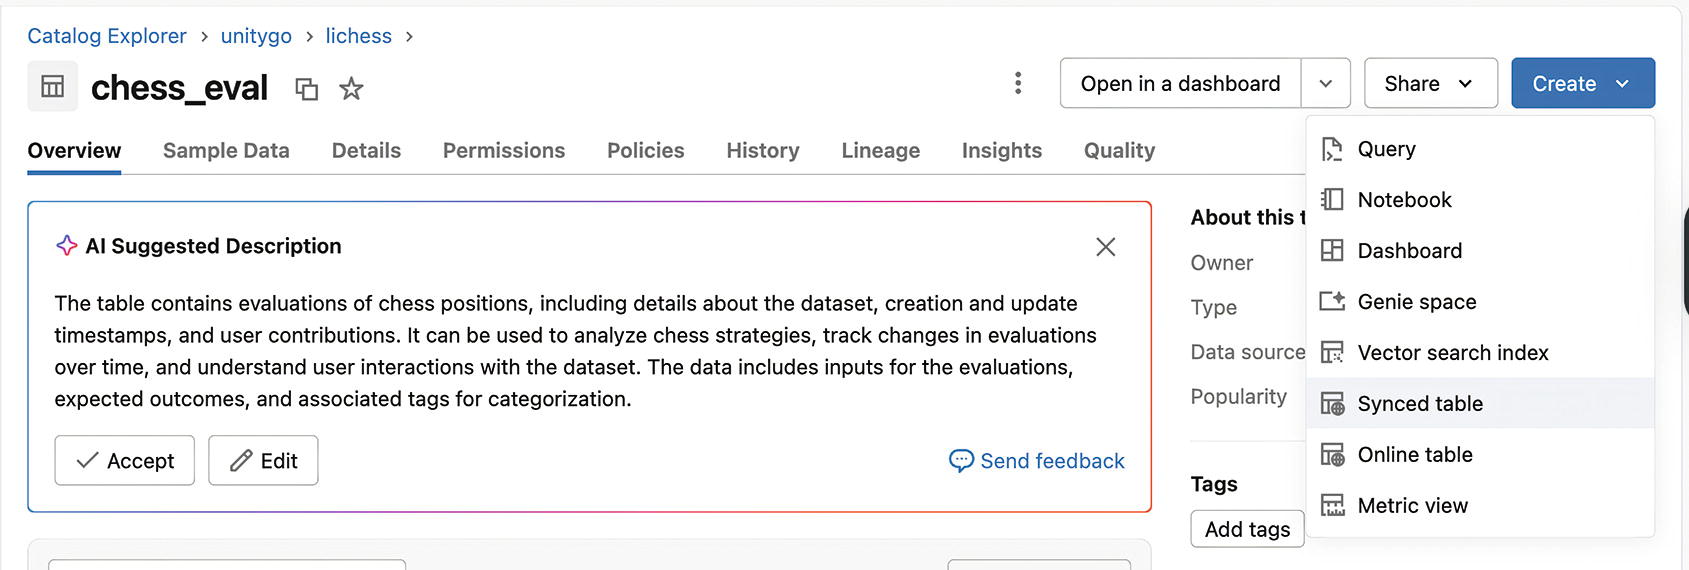 Catalog Explorer > unitygo > lichess >
chess_eval
Open in a dashboard
Share
Create
Overview Sample Data Details Permissions Policies History Lineage Insights Quality
AI Suggested Description
The table contains evaluations of chess positions, including details about the dataset, creation and update
timestamps, and user contributions. It can be used to analyze chess strategies, track changes in evaluations
over time, and understand user interactions with the dataset. The data includes inputs for the evaluations,
expected outcomes, and associated tags for categorization.
Accept
Edit
Send feedback
About this t
Owner
Type
Data source
Popularity
Tags
Add tags
Query
Notebook
Dashboard
Genie space
Vector search index
Synced table
Online table
Metric view